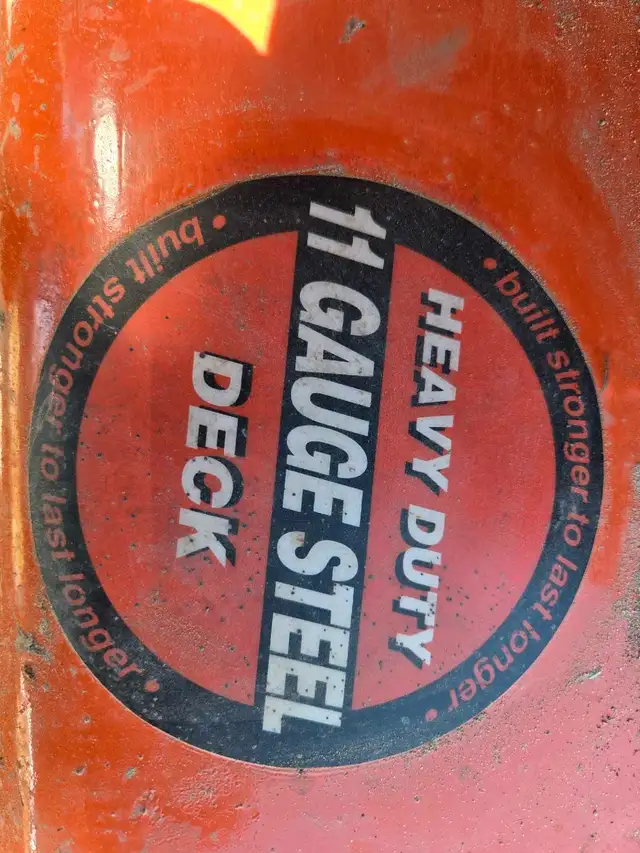 • built stronger to last longer •
HEAVY DUTY
11 GAUGE STEEL
DECK
• built stronger to last longer •